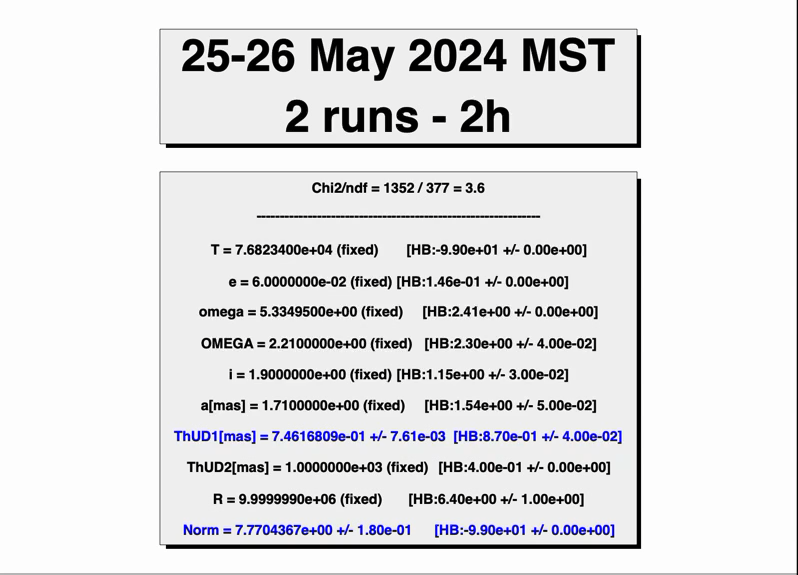 25-26 May 2024 MST
2 runs - 2h
Chi2/ndf = 1352 / 377 = 3.6
---------------------------------------------------------------
T = 7.6823400e+04 (fixed) [HB:-9.90e+01 +/- 0.00e+00]
e = 6.0000000e-02 (fixed) [HB:1.46e-01 +/- 0.00e+00]
omega = 5.3349500e+00 (fixed) [HB:2.41e+00 +/- 0.00e+00]
OMEGA = 2.2100000e+00 (fixed) [HB:2.30e+00 +/- 4.00e-02]
i = 1.9000000e+00 (fixed) [HB:1.15e+00 +/- 3.00e-02]
a[mas] = 1.7100000e+00 (fixed) [HB:1.54e+00 +/- 5.00e-02]
ThUD1[mas] = 7.4616809e-01 +/- 7.61e-03 [HB:8.70e-01 +/- 4.00e-02]
ThUD2[mas] = 1.0000000e+03 (fixed) [HB:4.00e-01 +/- 0.00e+00]
R = 9.9999990e+06 (fixed) [HB:6.40e+00 +/- 1.00e+00]
Norm = 7.7704367e+00 +/- 1.80e-01 [HB:-9.90e+01 +/- 0.00e+00]